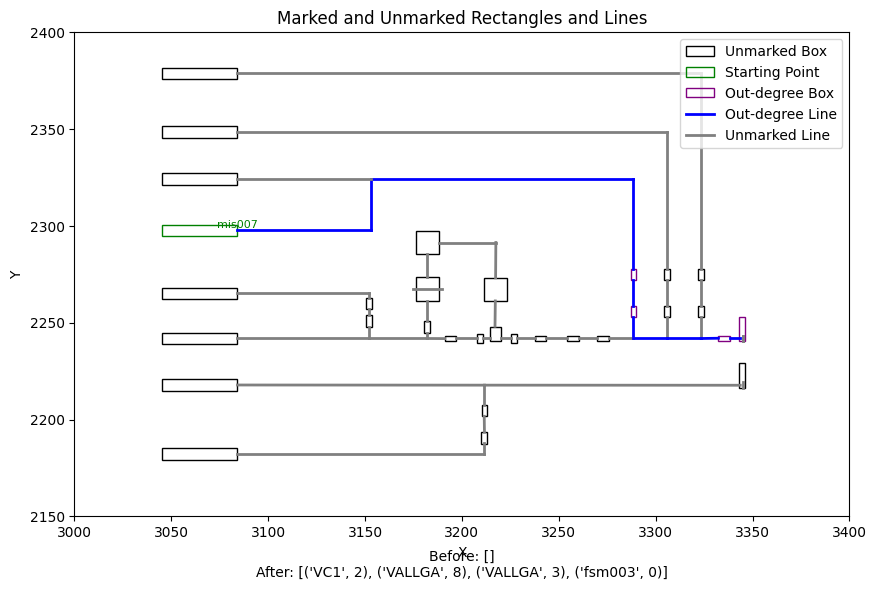 Marked and Unmarked Rectangles and Lines
Unmarked Box
Starting Point
Out-degree Box
Out-degree Line
Unmarked Line
2400
2350
2300
2250
2200
2150
Y
mis007
3000
3050
3100
3150
3200
3250
3300
3350
3400
X
Before: []
After: [('VC1', 2), ('VALLGA', 8), ('VALLGA', 3), ('fsm003', 0)]